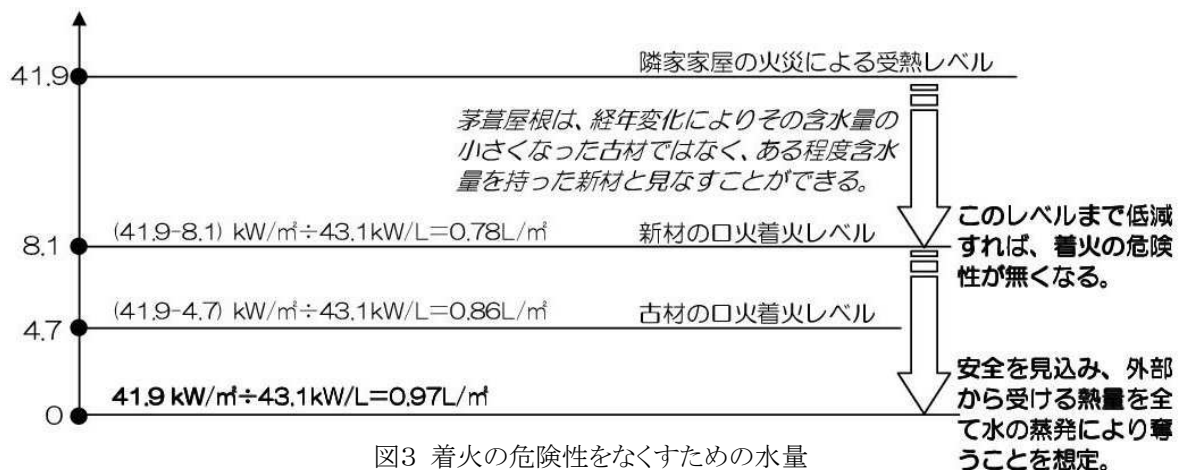 41.9
隣家家屋の火災による受熱レベル
茅葺屋根は、経年変化によりその含水量の
小さくなった古材ではなく、ある程度含水
量を持った新材と見なすことができる。
8.1
(41.9-8.1) kW/㎡÷43.1kW/L=0.78L/㎡
新材の口火着火レベル
このレベルまで低減
すれば、着火の危険
性が無くなる。
4.7
(41.9-4.7) kW/㎡÷43.1kW/L=0.86L/㎡
古材の口火着火レベル
0
41.9 kW/㎡÷43.1kW/L=0.97L/㎡
安全を見込み、外部
から受ける熱量を全
て水の蒸発により奪
うことを想定。
図3 着火の危険性をなくすための水量